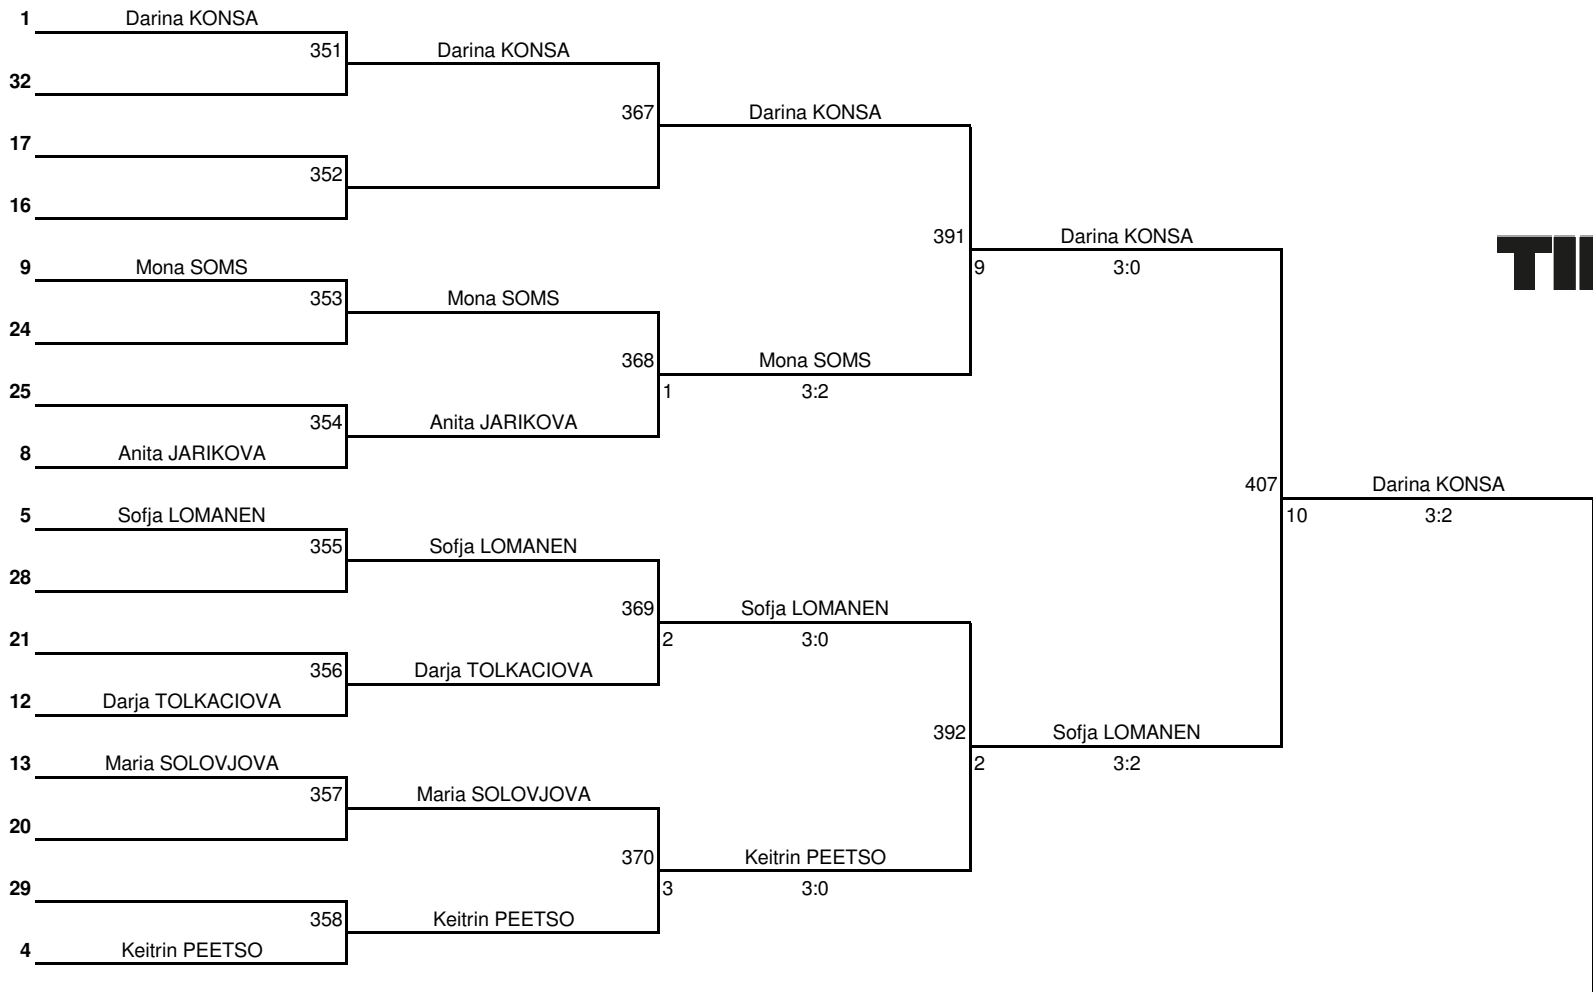 1 Darina KONSA
351 Darina KONSA
32
367 Darina KONSA
17
352
16
391 Darina KONSA
9 3:0
9 Mona SOMS
353 Mona SOMS
24
368 Mona SOMS
1 3:2
25
354 Anita JARIKOVA
8 Anita JARIKOVA
407 Darina KONSA
10 3:2
5 Sofja LOMANEN
355 Sofja LOMANEN
28
369 Sofja LOMANEN
2 3:0
21
356 Darja TOLKACIOVA
12 Darja TOLKACIOVA
392 Sofja LOMANEN
2 3:2
13 Maria SOLOVJOVA
357 Maria SOLOVJOVA
20
370 Keitrin PEETSO
3 3:0
29
358 Keitrin PEETSO
4 Keitrin PEETSO